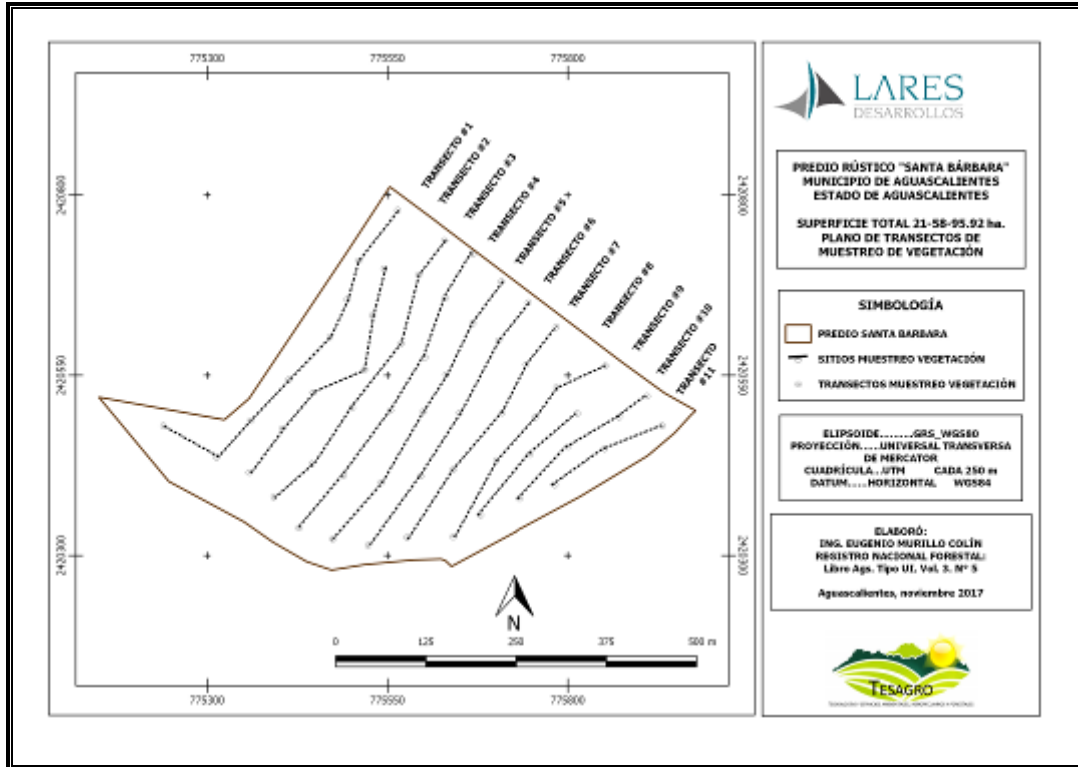 775300 775550 775800
TRANSECTO #1
TRANSECTO #2
TRANSECTO #3
TRANSECTO #4
TRANSECTO #5
TRANSECTO #6
TRANSECTO #7
TRANSECTO #8
TRANSECTO #9
TRANSECTO #10
TRANSECTO
#11
2420800 2420800
2420550 2420550
2420300 2420300
N
0 125 250 375 500 m
775300 775550 775800
LARES
DESARROLLOS
PREDIO RÚSTICO "SANTA BÁRBARA"
MUNICIPIO DE AGUASCALIENTES
ESTADO DE AGUASCALIENTES
SUPERFICIE TOTAL 21-58-95.92 ha.
PLANO DE TRANSECTOS DE
MUESTREO DE VEGETACIÓN
SIMBOLOGÍA
PREDIO SANTA BARBARA
SITIOS MUESTREO VEGETACIÓN
TRANSECTOS MUESTREO VEGETACIÓN
ELIPSOIDE........GRS_WGS80
PROYECCIÓN.....UNIVERSAL TRANSVERSA
DE MERCATOR
CUADRÍCULA...UTM CADA 250 m
DATUM.....HORIZONTAL WGS84
ELABORÓ:
ING. EUGENIO MURILLO COLÍN
REGISTRO NACIONAL FORESTAL:
Libro Ags. Tipo UI. Vol. 3. N° 5
Aguascalientes, noviembre 2017
TESAGRO